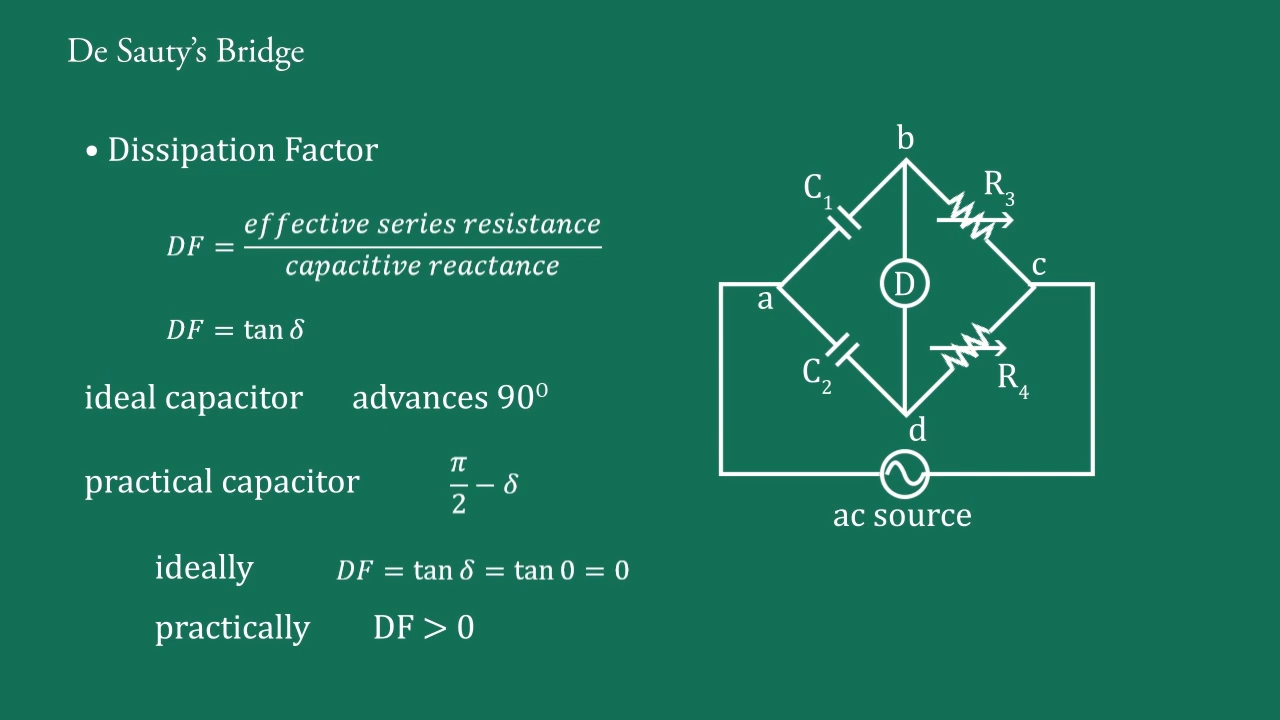 De Sauty's Bridge
• Dissipation Factor
DF = effective series resistance / capacitive reactance
DF = tan δ
ideal capacitor advances 90⁰
practical capacitor π/2 − δ
ideally DF = tan δ = tan 0 = 0
practically DF > 0
b
C₁
R₃
a
D
c
C₂
R₄
d
ac source